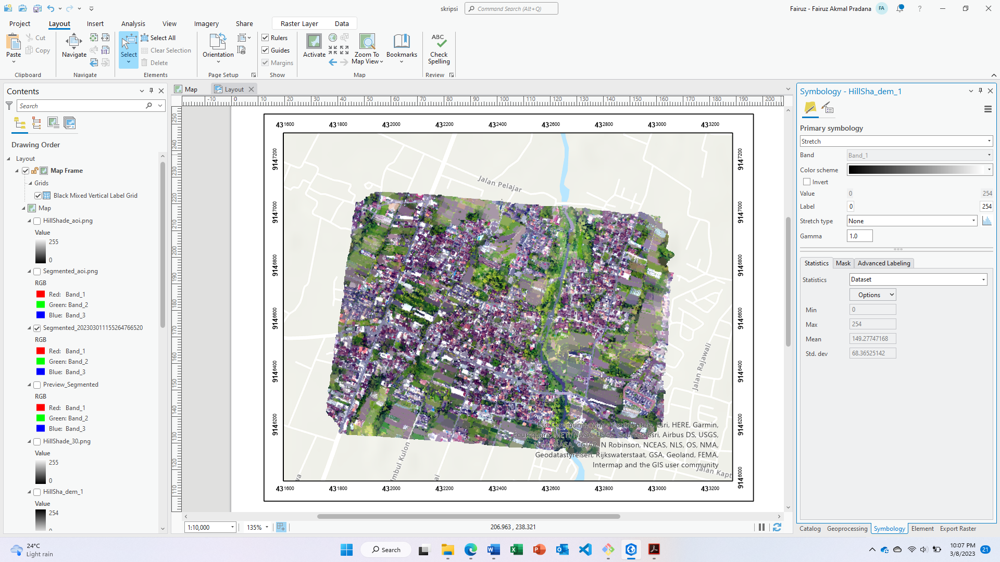 skripsi
Command Search (Alt+Q)
Fairuz - Fairuz Akmal Pradana
FA
?
Project
Layout
Insert
Analysis
View
Imagery
Share
Raster Layer
Data
Paste
Cut
Copy
Clipboard
Navigate
Navigate
Select
Select All
Clear Selection
Delete
Elements
Orientation
Page Setup
Rulers
Guides
Margins
Show
Activate
Zoom To
Map View
Bookmarks
Map
ABC
Check
Spelling
Review
Contents
Search
Drawing Order
Layout
Map Frame
Grids
Black Mixed Vertical Label Grid
Map
HillShade_aoi.png
Value
255
0
Segmented_aoi.png
RGB
Red: Band_1
Green: Band_2
Blue: Band_3
Segmented_202303011155264766520
RGB
Red: Band_1
Green: Band_2
Blue: Band_3
Preview_Segmented
RGB
Red: Band_1
Green: Band_2
Blue: Band_3
HillShade_30.png
Value
255
0
HillSha_dem_1
Value
254
Map
Layout
-10 0 10 20 30 40 50 60 70 80 90 100 110 120 130 140 150 160 170 180 190 200
250
240
230
220
210
200
190
180
170
160
150
140
130
120
110
431600 431800 432000 432200 432400 432600 432800 433000 433200
9147200
9147000
9146800
9146600
9146400
9146200
9147200
9147000
9146800
9146600
9146400
9146200
9146000
Jalan Pelajar
Jalan Rajawali
mbul Kulon
Jalan Kapt
wa
ai
Esri Community Maps Contributors, Esri, HERE, Garmin,
Foursquare, METI/NASA, USGS, Sources: Esri, Airbus DS, USGS,
NGA, NASA, CGIAR, N Robinson, NCEAS, NLS, OS, NMA,
Geodatastyrelsen, Rijkswaterstaat, GSA, Geoland, FEMA,
Intermap and the GIS user community
431600 431800 432000 432200 432400 432600 432800 433000 433200
1:10,000
135%
206.963 , 238.321
Symbology - HillSha_dem_1
Primary symbology
Stretch
Band
Band_1
Color scheme
Invert
Value
0
254
Label
0
254
Stretch type
None
Gamma
1.0
Statistics
Mask
Advanced Labeling
Statistics
Dataset
Options
Min
0
Max
254
Mean
149.27747168
Std. dev
68.36525142
Catalog
Geoprocessing
Symbology
Element
Export Raster
24°C
Light rain
Search
10:07 PM
3/8/2023
21